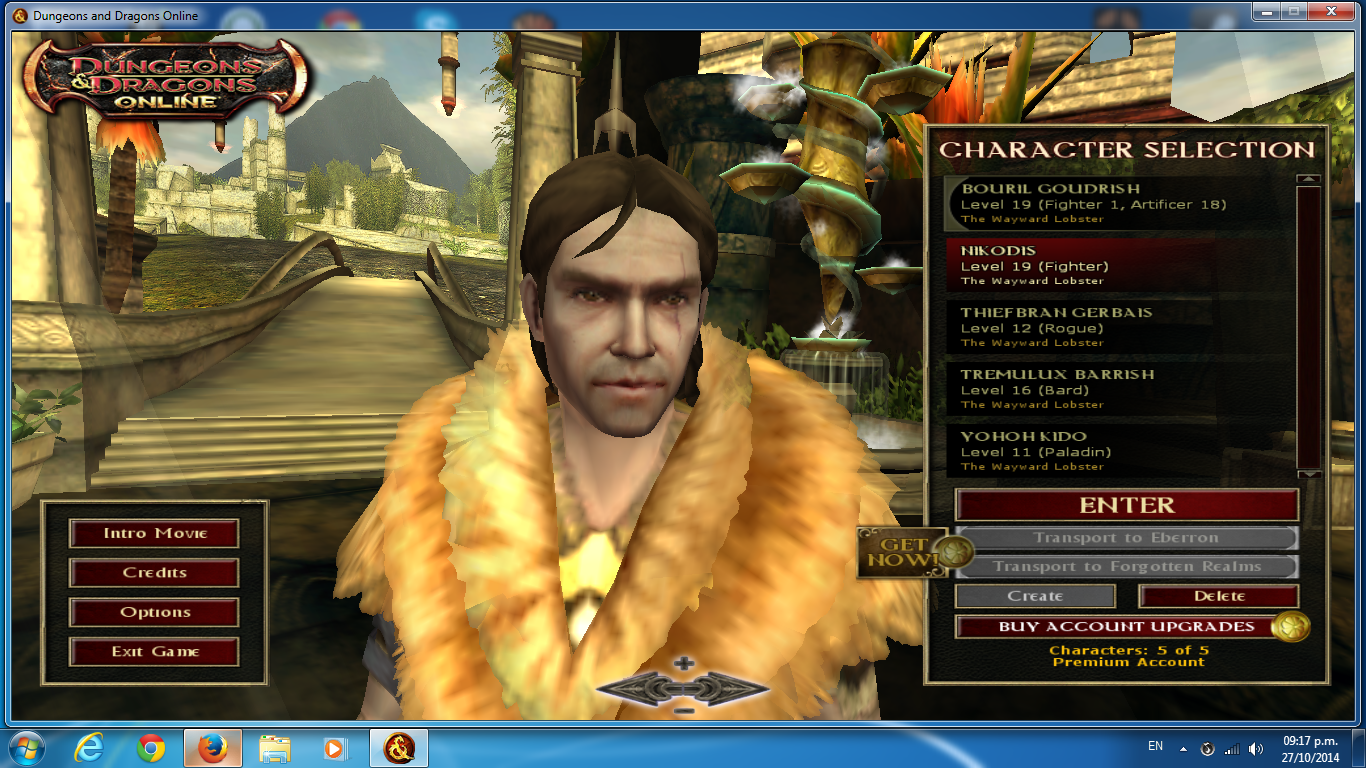 Dungeons and Dragons Online
DUNGEONS
& DRAGONS
ONLINE
CHARACTER SELECTION
BOURIL GOUDRISH
Level 19 (Fighter 1, Artificer 18)
The Wayward Lobster
NIKODIS
Level 19 (Fighter)
The Wayward Lobster
THIEFBRAN GERBAIS
Level 12 (Rogue)
The Wayward Lobster
TREMULUX BARRISH
Level 16 (Bard)
The Wayward Lobster
YOHOH KIDO
Level 11 (Paladin)
The Wayward Lobster
ENTER
GET
NOW!
Transport to Eberron
Transport to Forgotten Realms
Create
Delete
BUY ACCOUNT UPGRADES
Characters: 5 of 5
Premium Account
Intro Movie
Credits
Options
Exit Game
EN
09:17 p.m.
27/10/2014